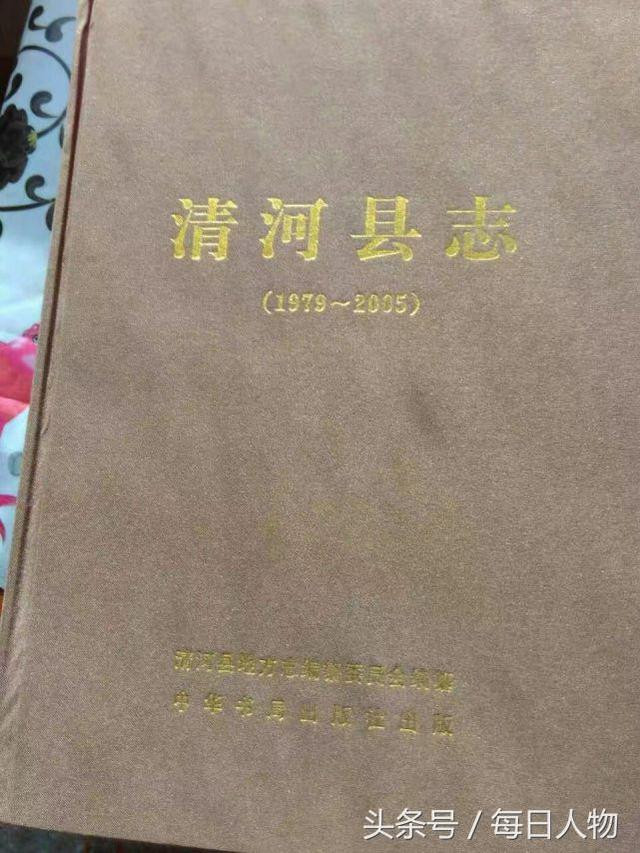 清河县志
(1979～2005)
清河县地方志编纂委员会编纂
中华书局出版社出版
头条号 / 每日人物